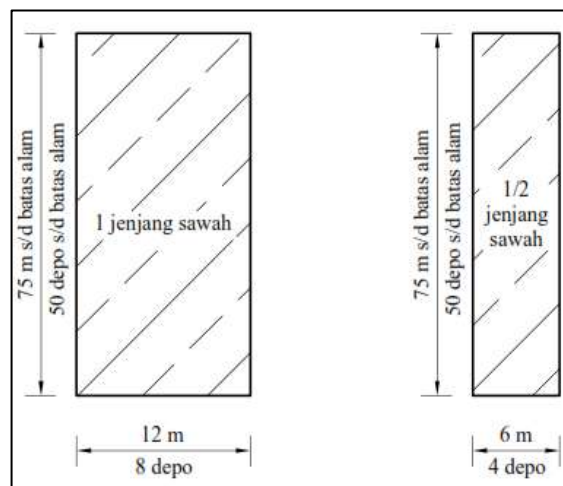 75 m s/d batas alam
50 depo s/d batas alam
1 jenjang sawah
12 m
8 depo
75 m s/d batas alam
50 depo s/d batas alam
1/2
jenjang
sawah
6 m
4 depo